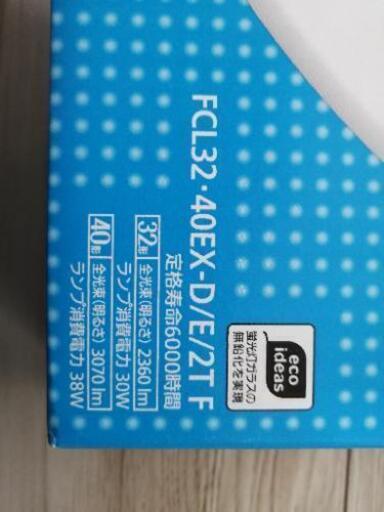 FCL32・40EX-D/E/2T F
定格寿命6000時間
32形 全光束(明るさ) 2360 lm
ランプ消費電力 30W
40形 全光束(明るさ) 3070 lm
ランプ消費電力 38W
eco
ideas
蛍光灯ガラスの
無鉛化を実現